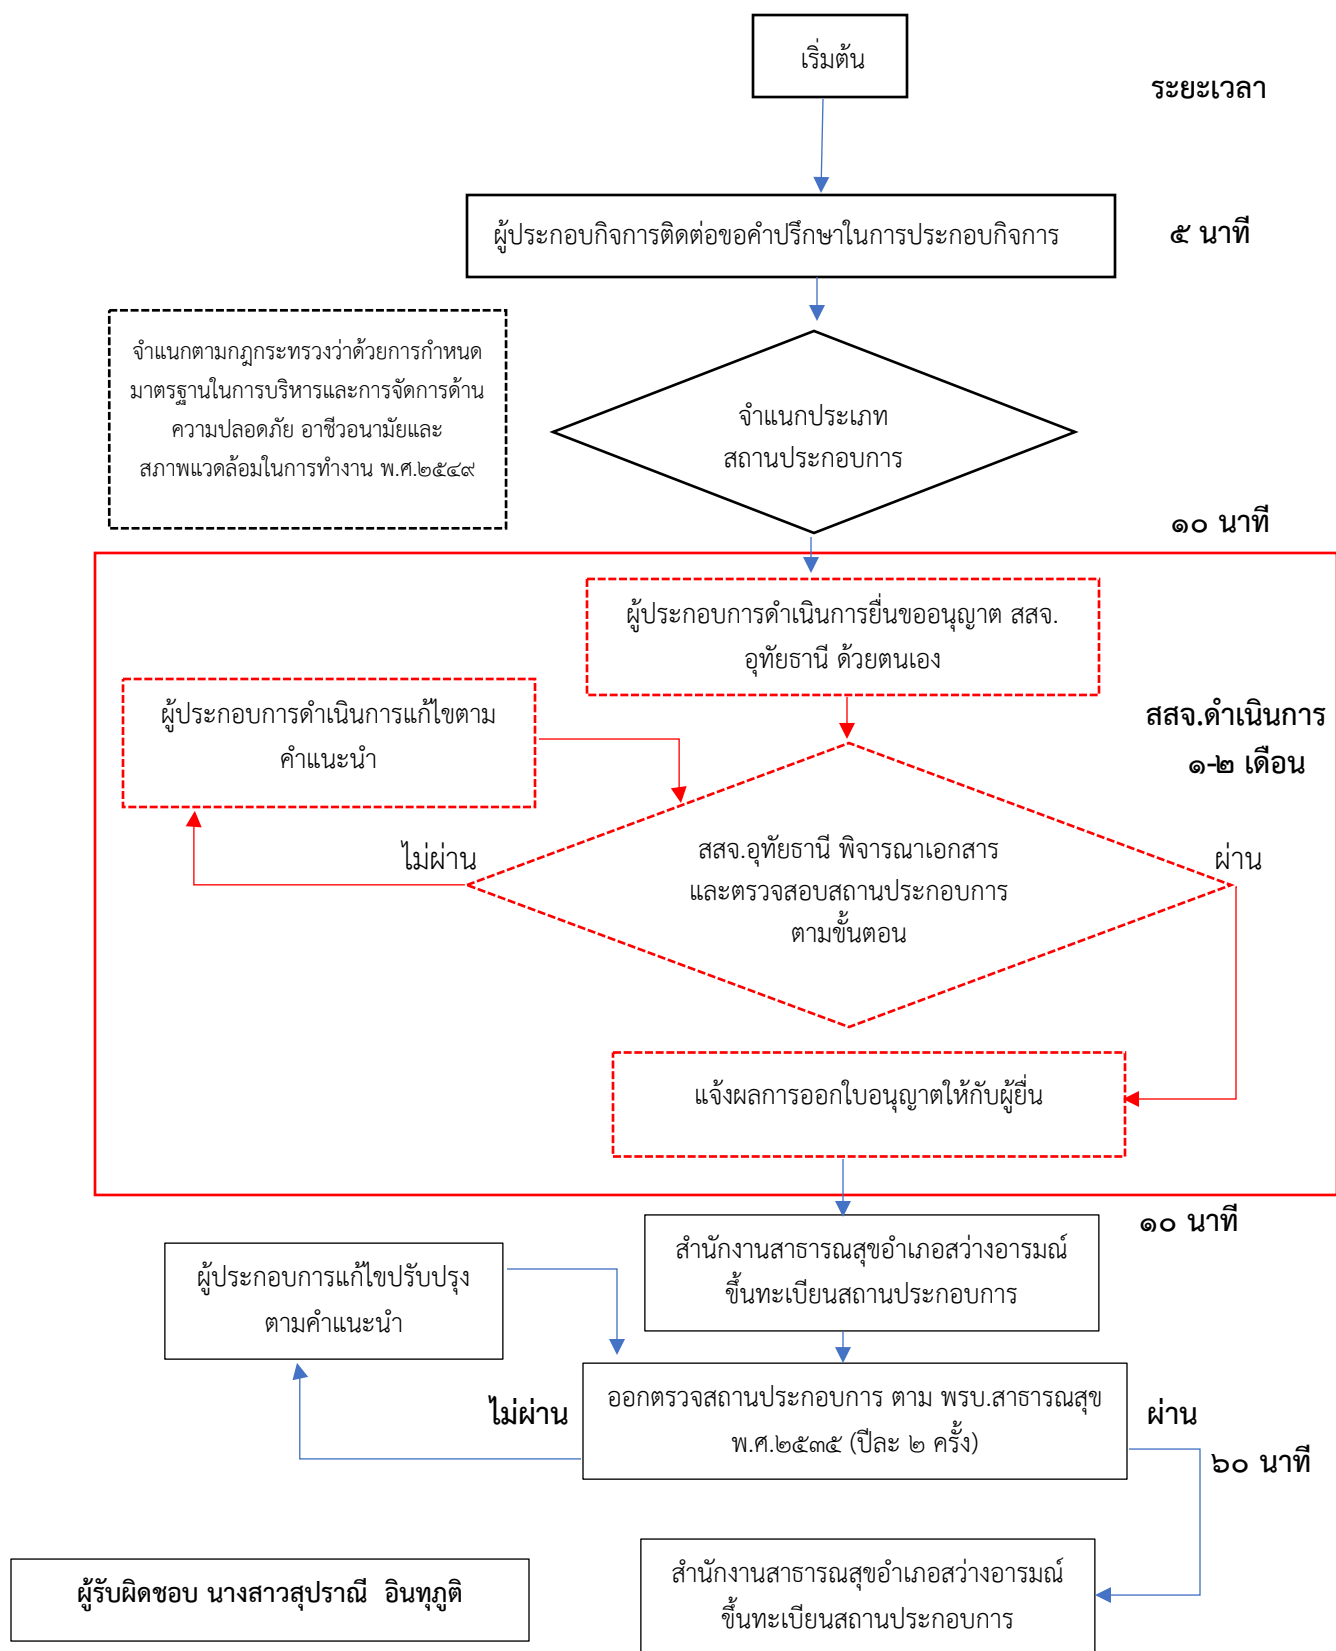 เริ่มต้น
ระยะเวลา
ผู้ประกอบกิจการติดต่อขอคำปรึกษาในการประกอบกิจการ
๕ นาที
จำแนกตามกฎกระทรวงว่าด้วยการกำหนด
มาตรฐานในการบริหารและการจัดการด้าน
ความปลอดภัย อาชีวอนามัยและ
สภาพแวดล้อมในการทำงาน พ.ศ.๒๕๔๙
จำแนกประเภท
สถานประกอบการ
๑๐ นาที
ผู้ประกอบการดำเนินการยื่นขออนุญาต สสจ.
อุทัยธานี ด้วยตนเอง
ผู้ประกอบการดำเนินการแก้ไขตาม
คำแนะนำ
สสจ.ดำเนินการ
๑-๒ เดือน
ไม่ผ่าน
สสจ.อุทัยธานี พิจารณาเอกสาร
และตรวจสอบสถานประกอบการ
ตามขั้นตอน
ผ่าน
แจ้งผลการออกใบอนุญาตให้กับผู้ยื่น
๑๐ นาที
สำนักงานสาธารณสุขอำเภอสว่างอารมณ์
ขึ้นทะเบียนสถานประกอบการ
ผู้ประกอบการแก้ไขปรับปรุง
ตามคำแนะนำ
ไม่ผ่าน
ออกตรวจสถานประกอบการ ตาม พรบ.สาธารณสุข
พ.ศ.๒๕๓๕ (ปีละ ๒ ครั้ง)
ผ่าน
๖๐ นาที
สำนักงานสาธารณสุขอำเภอสว่างอารมณ์
ขึ้นทะเบียนสถานประกอบการ
ผู้รับผิดชอบ นางสาวสุปราณี อินทุภูติ